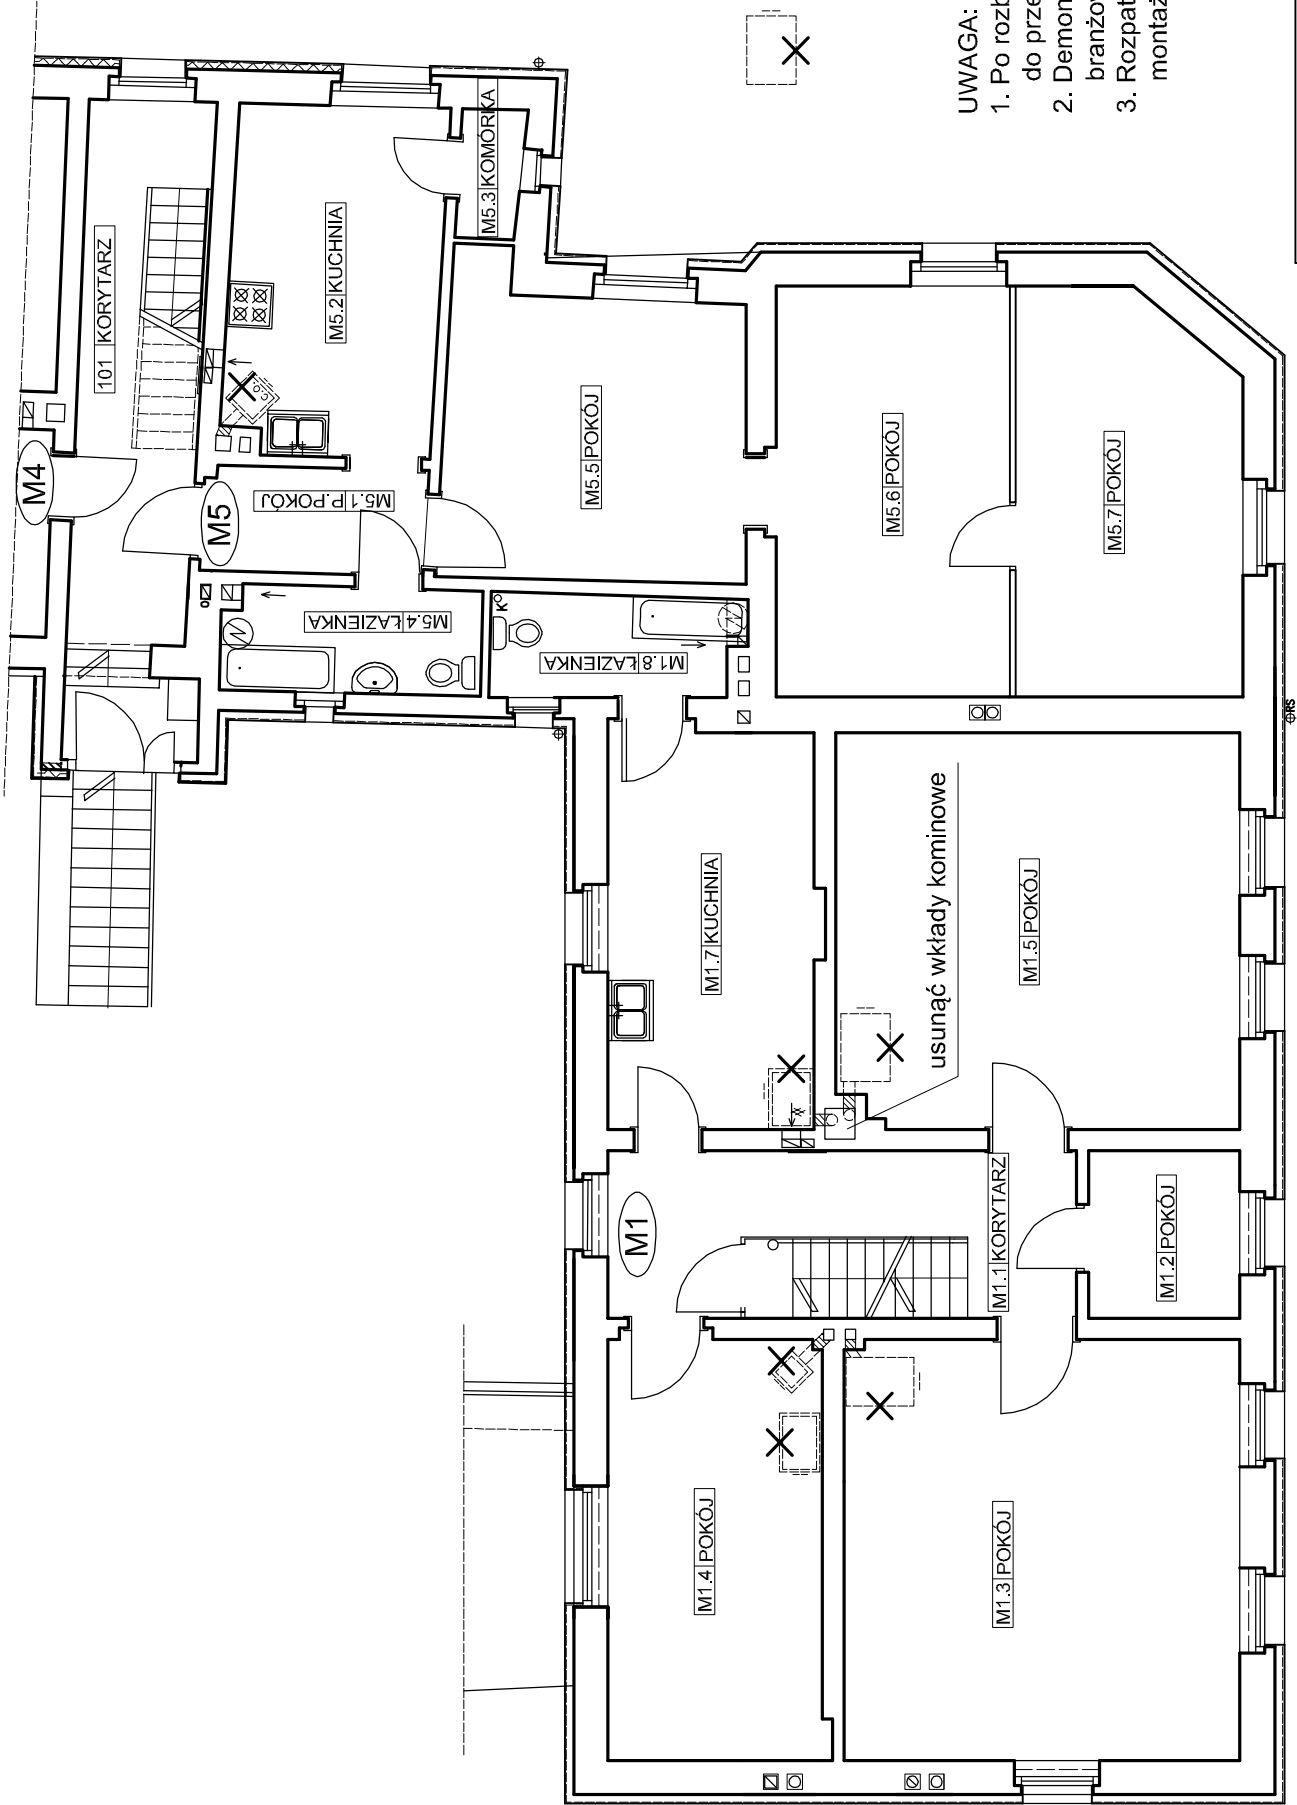 M4
101 KORYTARZ
M5
M5.1 P.POKÓJ
M5.2 KUCHNIA
M5.3 KOMÓRKA
M5.4 ŁAZIENKA
M5.5 POKÓJ
M5.6 POKÓJ
M5.7 POKÓJ
M1.8 ŁAZIENKA
K
M1.7 KUCHNIA
M1.5 POKÓJ
usunąć wkłady kominowe
M1
M1.1 KORYTARZ
M1.2 POKÓJ
M1.4 POKÓJ
M1.3 POKÓJ
RS
UWAGA:
1. Po rozb
do prze
2. Demon
branżow
3. Rozpat
montaż